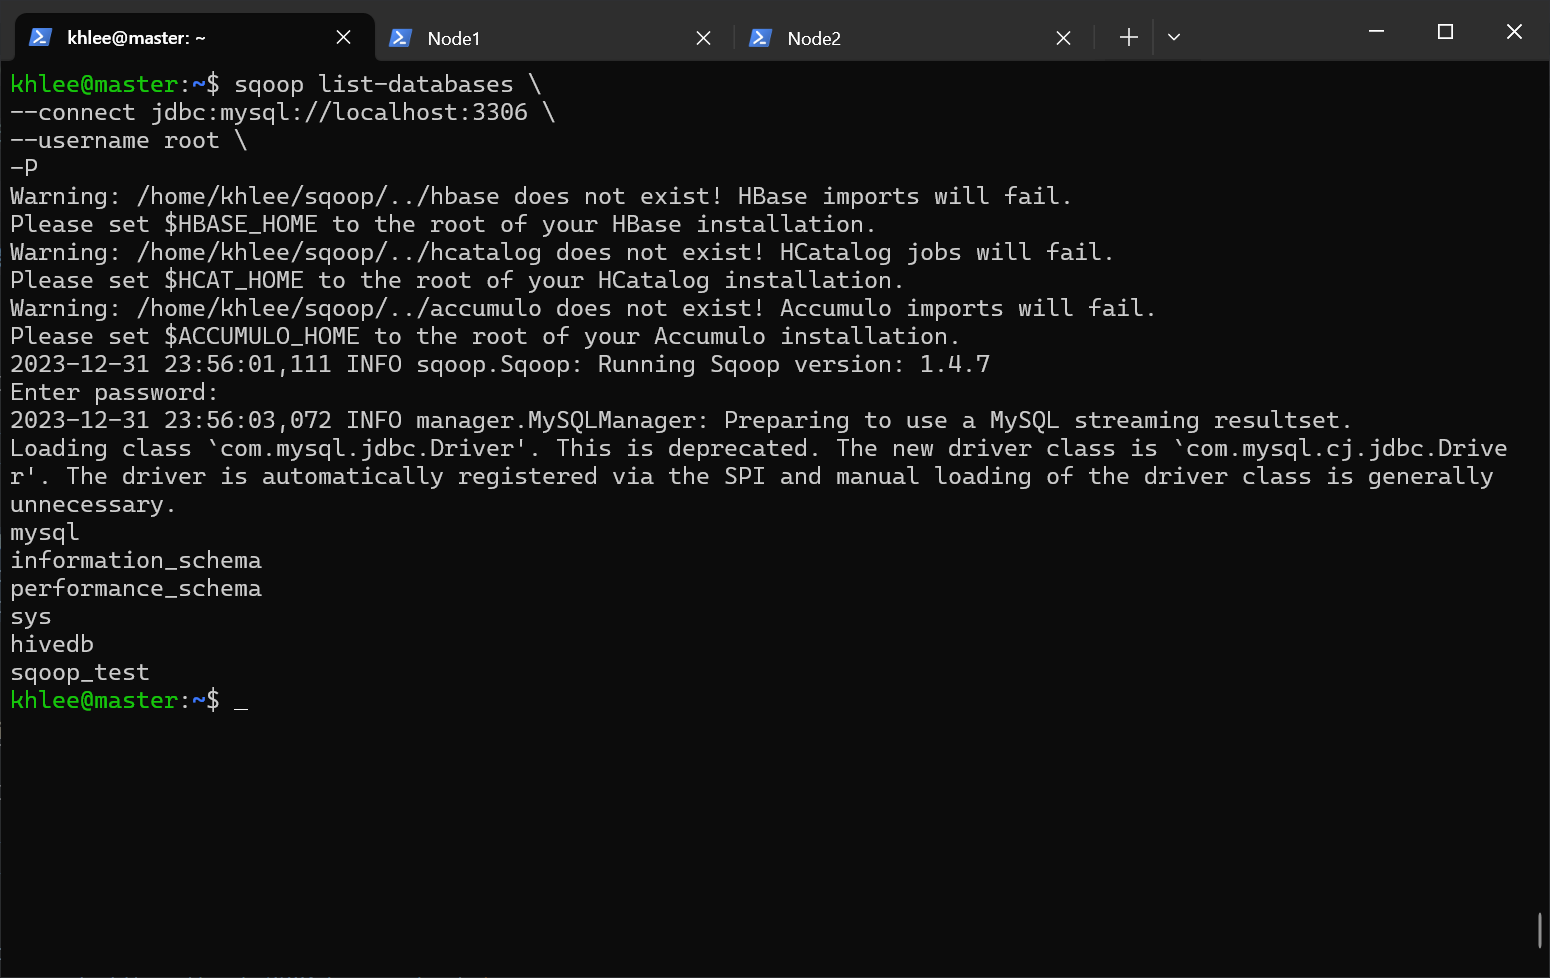 khlee@master: ~
Node1
Node2
khlee@master:~$ sqoop list-databases \
--connect jdbc:mysql://localhost:3306 \
--username root \
-P
Warning: /home/khlee/sqoop/../hbase does not exist! HBase imports will fail.
Please set $HBASE_HOME to the root of your HBase installation.
Warning: /home/khlee/sqoop/../hcatalog does not exist! HCatalog jobs will fail.
Please set $HCAT_HOME to the root of your HCatalog installation.
Warning: /home/khlee/sqoop/../accumulo does not exist! Accumulo imports will fail.
Please set $ACCUMULO_HOME to the root of your Accumulo installation.
2023-12-31 23:56:01,111 INFO sqoop.Sqoop: Running Sqoop version: 1.4.7
Enter password:
2023-12-31 23:56:03,072 INFO manager.MySQLManager: Preparing to use a MySQL streaming resultset.
Loading class `com.mysql.jdbc.Driver'. This is deprecated. The new driver class is `com.mysql.cj.jdbc.Drive
r'. The driver is automatically registered via the SPI and manual loading of the driver class is generally
unnecessary.
mysql
information_schema
performance_schema
sys
hivedb
sqoop_test
khlee@master:~$ _